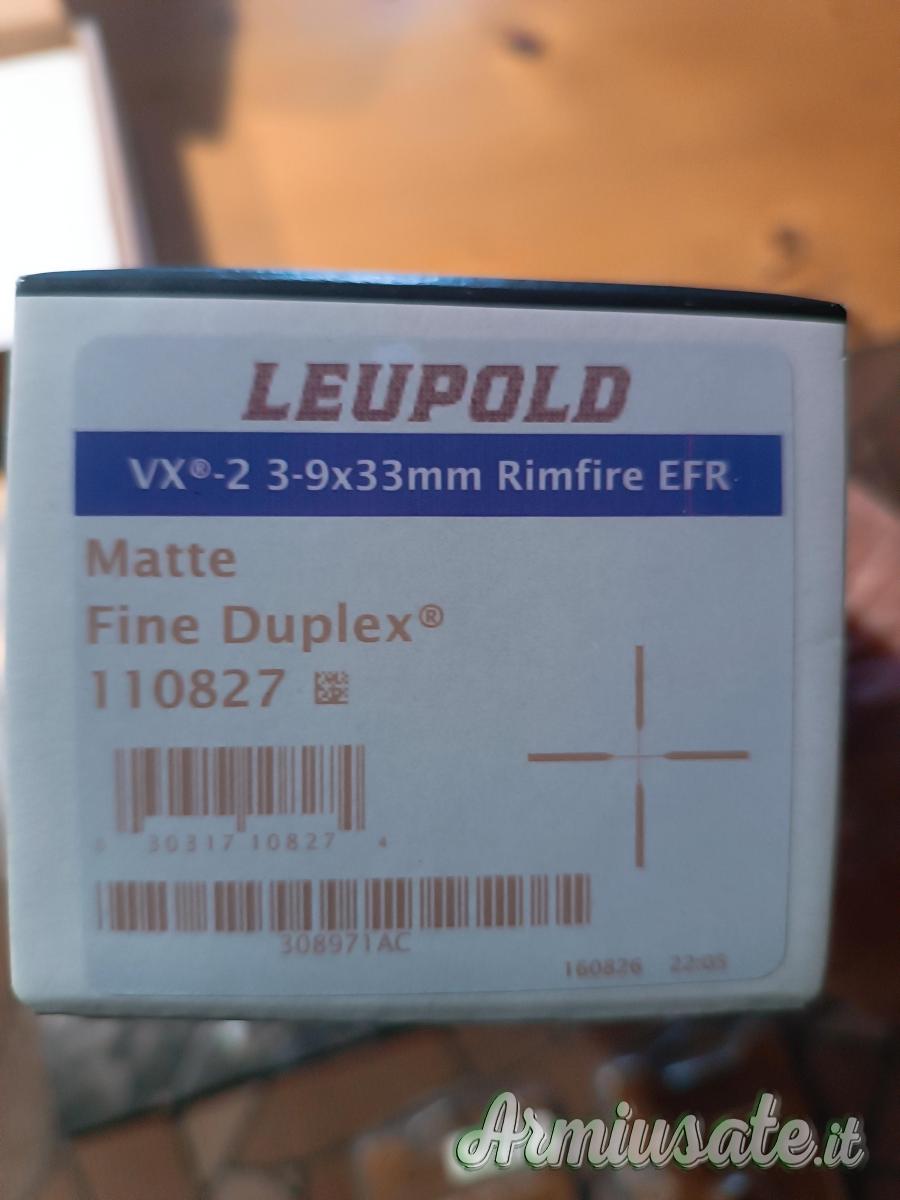 LEUPOLD
VX®-2 3-9x33mm Rimfire EFR
Matte
Fine Duplex®
110827
30317 10827 4
308971AC
160826 22:05
Armiusate.it